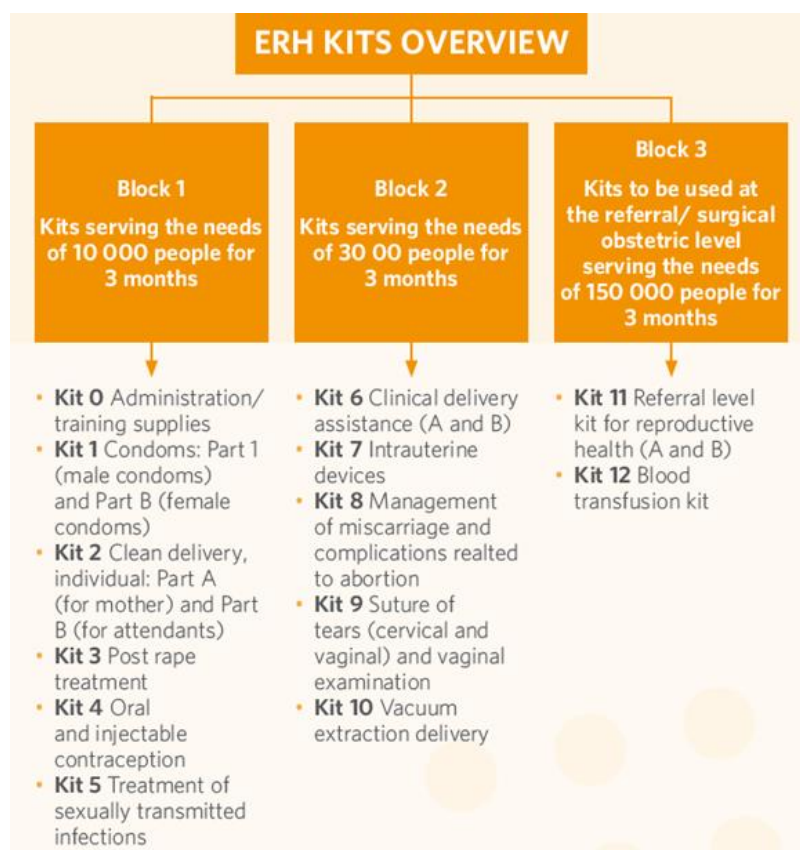 ERH KITS OVERVIEW
Block 1
Kits serving the needs
of 10 000 people for
3 months
Block 2
Kits serving the needs
of 30 00 people for
3 months
Block 3
Kits to be used at
the referral/ surgical
obstetric level
serving the needs
of 150 000 people for
3 months
• Kit 0 Administration/
training supplies
• Kit 1 Condoms: Part 1
(male condoms)
and Part B (female
condoms)
• Kit 2 Clean delivery,
individual: Part A
(for mother) and Part
B (for attendants)
• Kit 3 Post rape
treatment
• Kit 4 Oral
and injectable
contraception
• Kit 5 Treatment of
sexually transmitted
infections
• Kit 6 Clinical delivery
assistance (A and B)
• Kit 7 Intrauterine
devices
• Kit 8 Management
of miscarriage and
complications realted
to abortion
• Kit 9 Suture of
tears (cervical and
vaginal) and vaginal
examination
• Kit 10 Vacuum
extraction delivery
• Kit 11 Referral level
kit for reproductive
health (A and B)
• Kit 12 Blood
transfusion kit